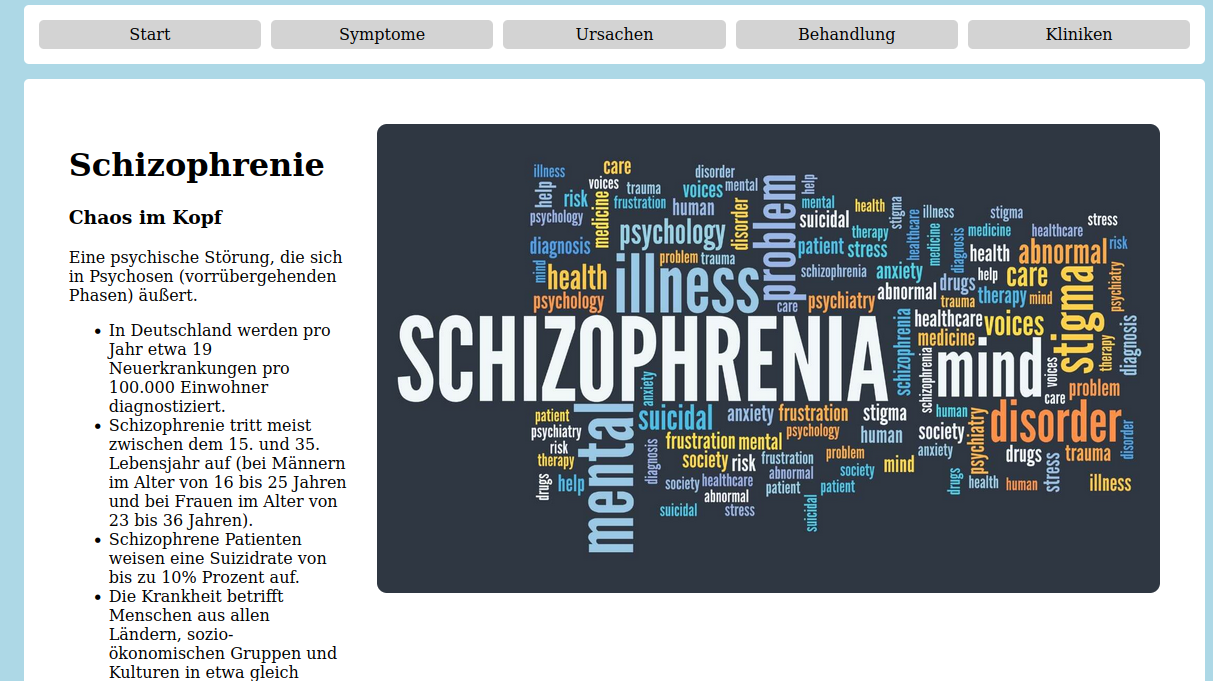 Start Symptome Ursachen Behandlung Kliniken
Schizophrenie
Chaos im Kopf
Eine psychische Störung, die sich
in Psychosen (vorrübergehenden
Phasen) äußert.
• In Deutschland werden pro
Jahr etwa 19
Neuerkrankungen pro
100.000 Einwohner
diagnostiziert.
• Schizophrenie tritt meist
zwischen dem 15. und 35.
Lebensjahr auf (bei Männern
im Alter von 16 bis 25 Jahren
und bei Frauen im Alter von
23 bis 36 Jahren).
• Schizophrene Patienten
weisen eine Suizidrate von
bis zu 10% Prozent auf.
• Die Krankheit betrifft
Menschen aus allen
Ländern, sozio-
ökonomischen Gruppen und
Kulturen in etwa gleich
illness
care
disorder
help
voices
risk
trauma
voices
mental
help
frustration
medicine
human
disorder
problem
mental
health
stigma
illness
stigma
stress
psychology
suicidal
psychology
therapy
healthcare
medicine
medicine
healthcare
diagnosis
patient
stress
diagnosis
health
abnormal
risk
problem
trauma
mind
health
illness
schizophrenia
anxiety
drugs
help
care
psychiatry
psychology
care
psychiatry
abnormal
trauma
therapy
mind
stigma
SCHIZOPHRENIA
schizophrenia
healthcare
voices
medicine
therapy
diagnosis
schizophrenia
mind
voices
anxiety
care
problem
patient
mental
suicidal
anxiety
frustration
stigma
human
disorder
psychiatry
psychology
human
society
psychiatry
disorder
risk
frustration
mental
therapy
diagnosis
society
risk
frustration
problem
anxiety
drugs
trauma
abnormal
society
mind
stress
drugs
help
society
healthcare
patient
patient
drugs
health
human
illness
abnormal
suicidal
stress
suicidal